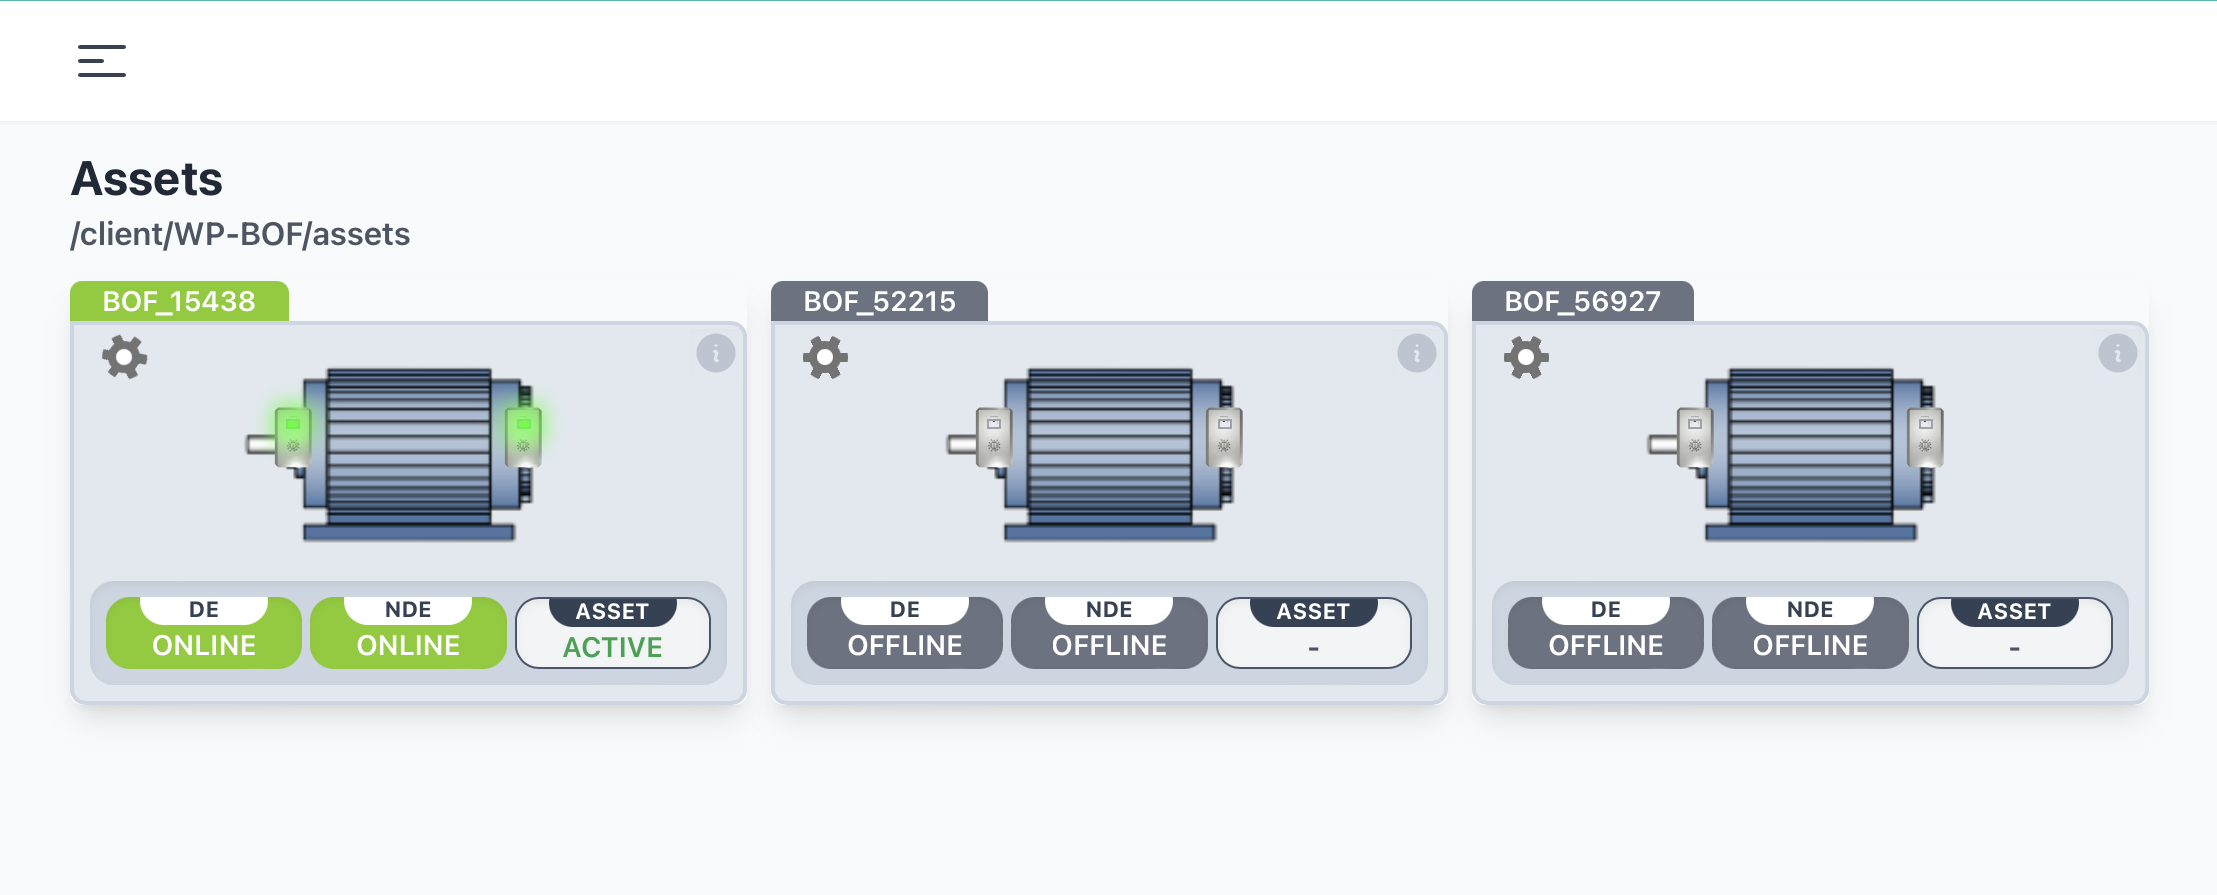 Assets
/client/WP-BOF/assets
BOF_15438
i
DE
ONLINE
NDE
ONLINE
ASSET
ACTIVE
BOF_52215
i
DE
OFFLINE
NDE
OFFLINE
ASSET
-
BOF_56927
i
DE
OFFLINE
NDE
OFFLINE
ASSET
-